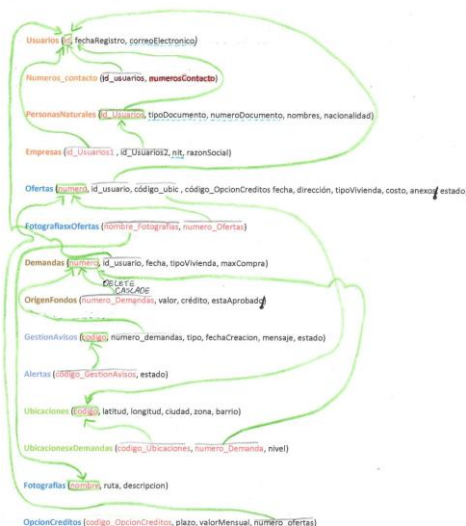 Usuarios (id, fechaRegistro, correoElectronico)
Numeros_contacto (id_usuarios, numerosContacto)
PersonasNaturales (id_Usuarios, tipoDocumento, numeroDocumento, nombres, nacionalidad)
Empresas (id_Usuarios1 , id_Usuarios2, nit, razonSocial)
Ofertas (numero, id_usuario, código_ubic , código_OpcionCreditos fecha, dirección, tipoVivienda, costo, anexos, estado
FotografiasxOfertas (nombre_Fotografias, numero_Ofertas)
Demandas (numero, id_usuario, fecha, tipoVivienda, maxCompra)
DELETE
CASCADE
OrigenFondos (numero_Demandas, valor, crédito, estaAprobado)
GestionAvisos (codigo, numero_demandas, tipo, fechaCreacion, mensaje, estado)
Alertas (codigo_GestionAvisos, estado)
Ubicaciones (Codigo, latitud, longitud, ciudad, zona, barrio)
UbicacionesxDemandas (codigo_Ubicaciones, numero_Demanda, nivel)
Fotografias (nombre, ruta, descripcion)
OpcionCreditos (codigo_OpcionCreditos, plazo, valorMensual, numero_ofertas)